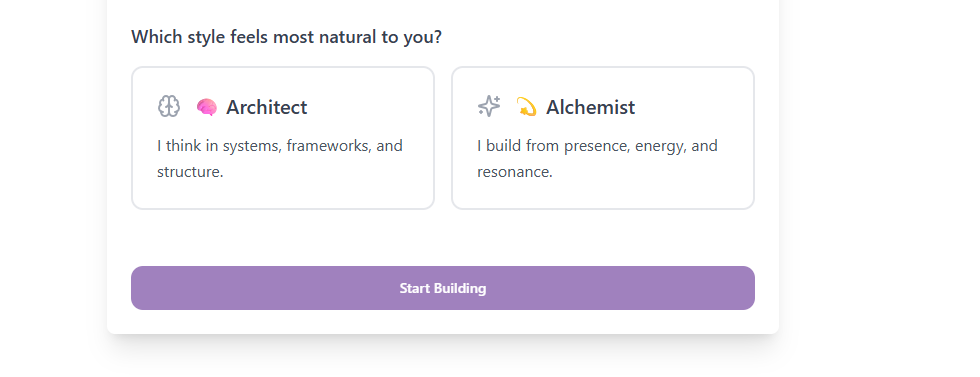 Which style feels most natural to you?
🧠 Architect
I think in systems, frameworks, and
structure.
💫 Alchemist
I build from presence, energy, and
resonance.
Start Building